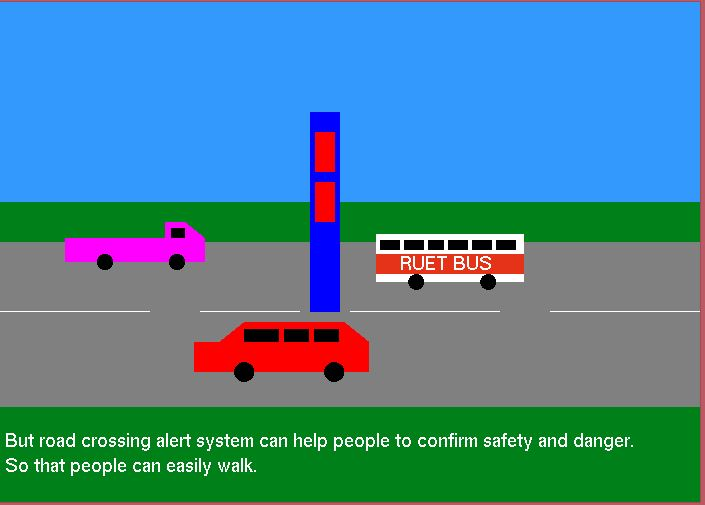 RUET BUS
But road crossing alert system can help people to confirm safety and danger.
So that people can easily walk.